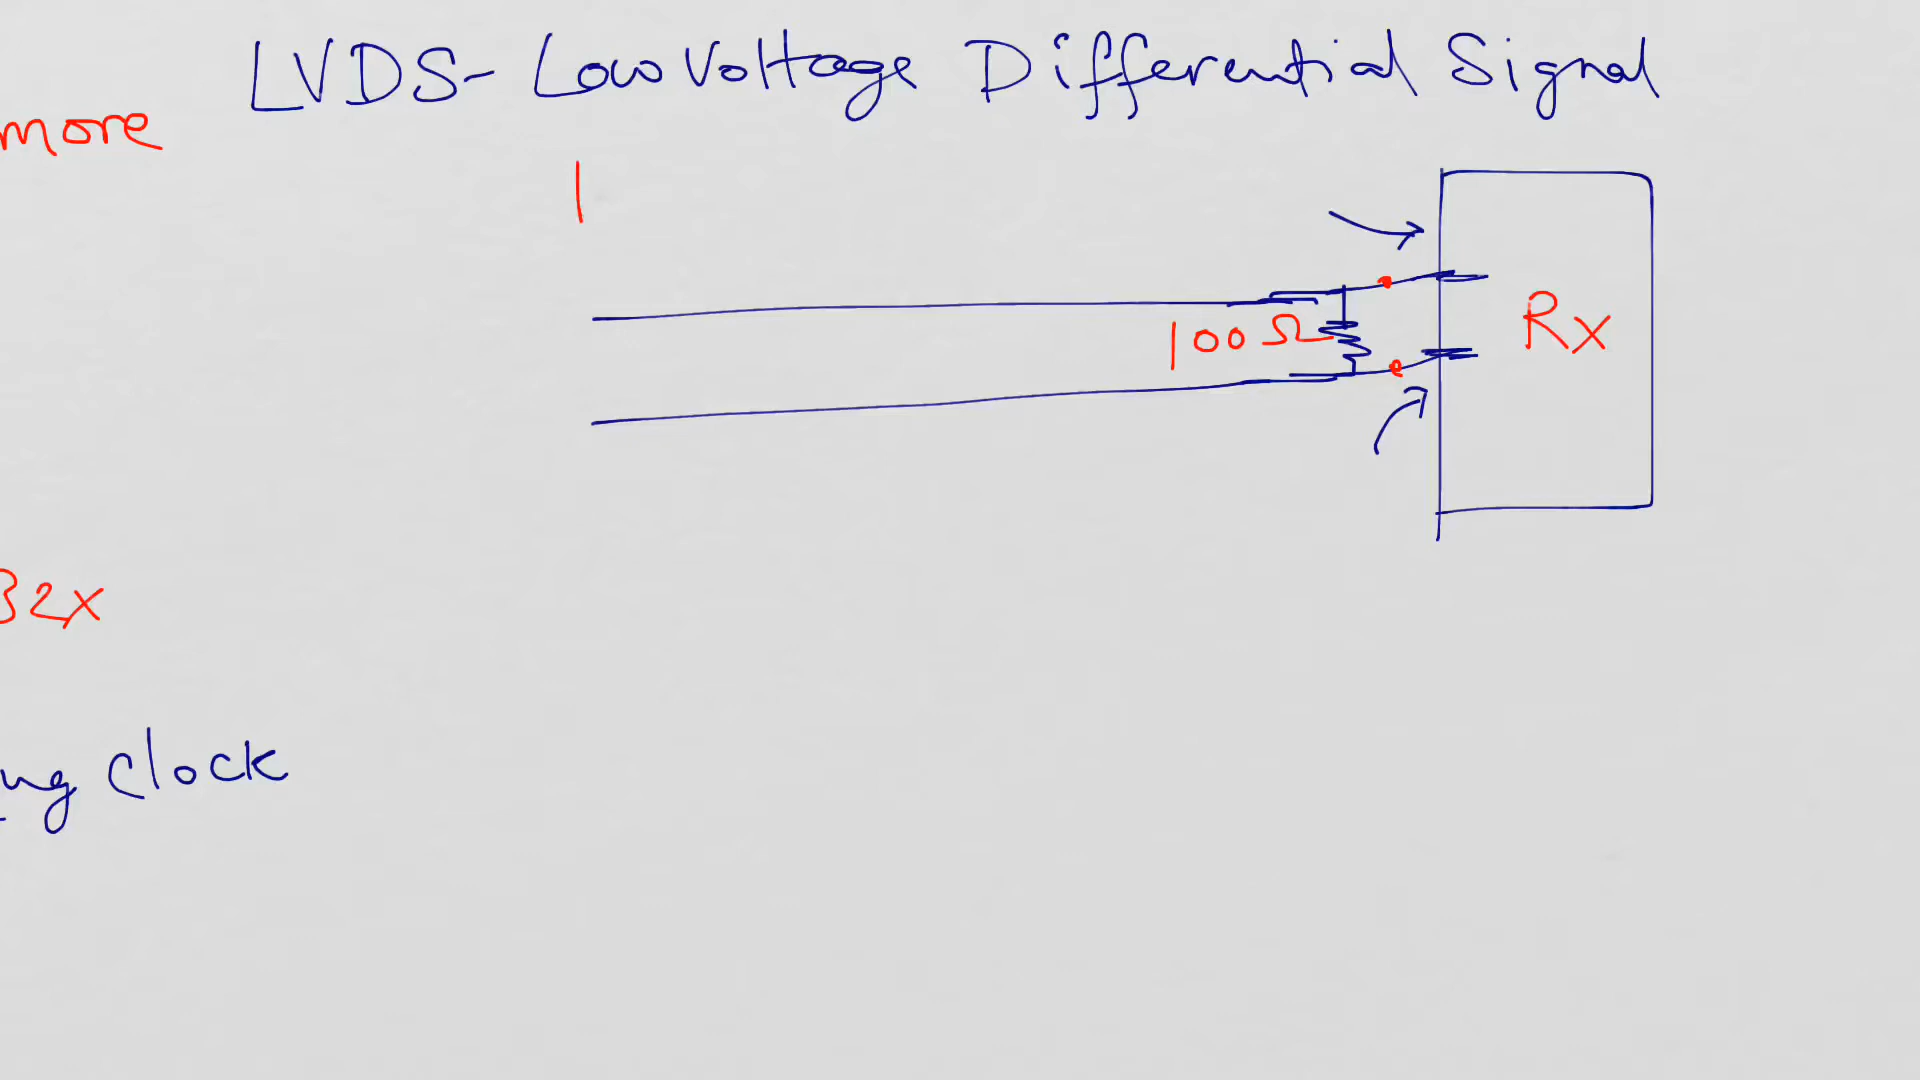 LVDS- Low Voltage Differential Signal
more
100Ω
Rx
32x
clock